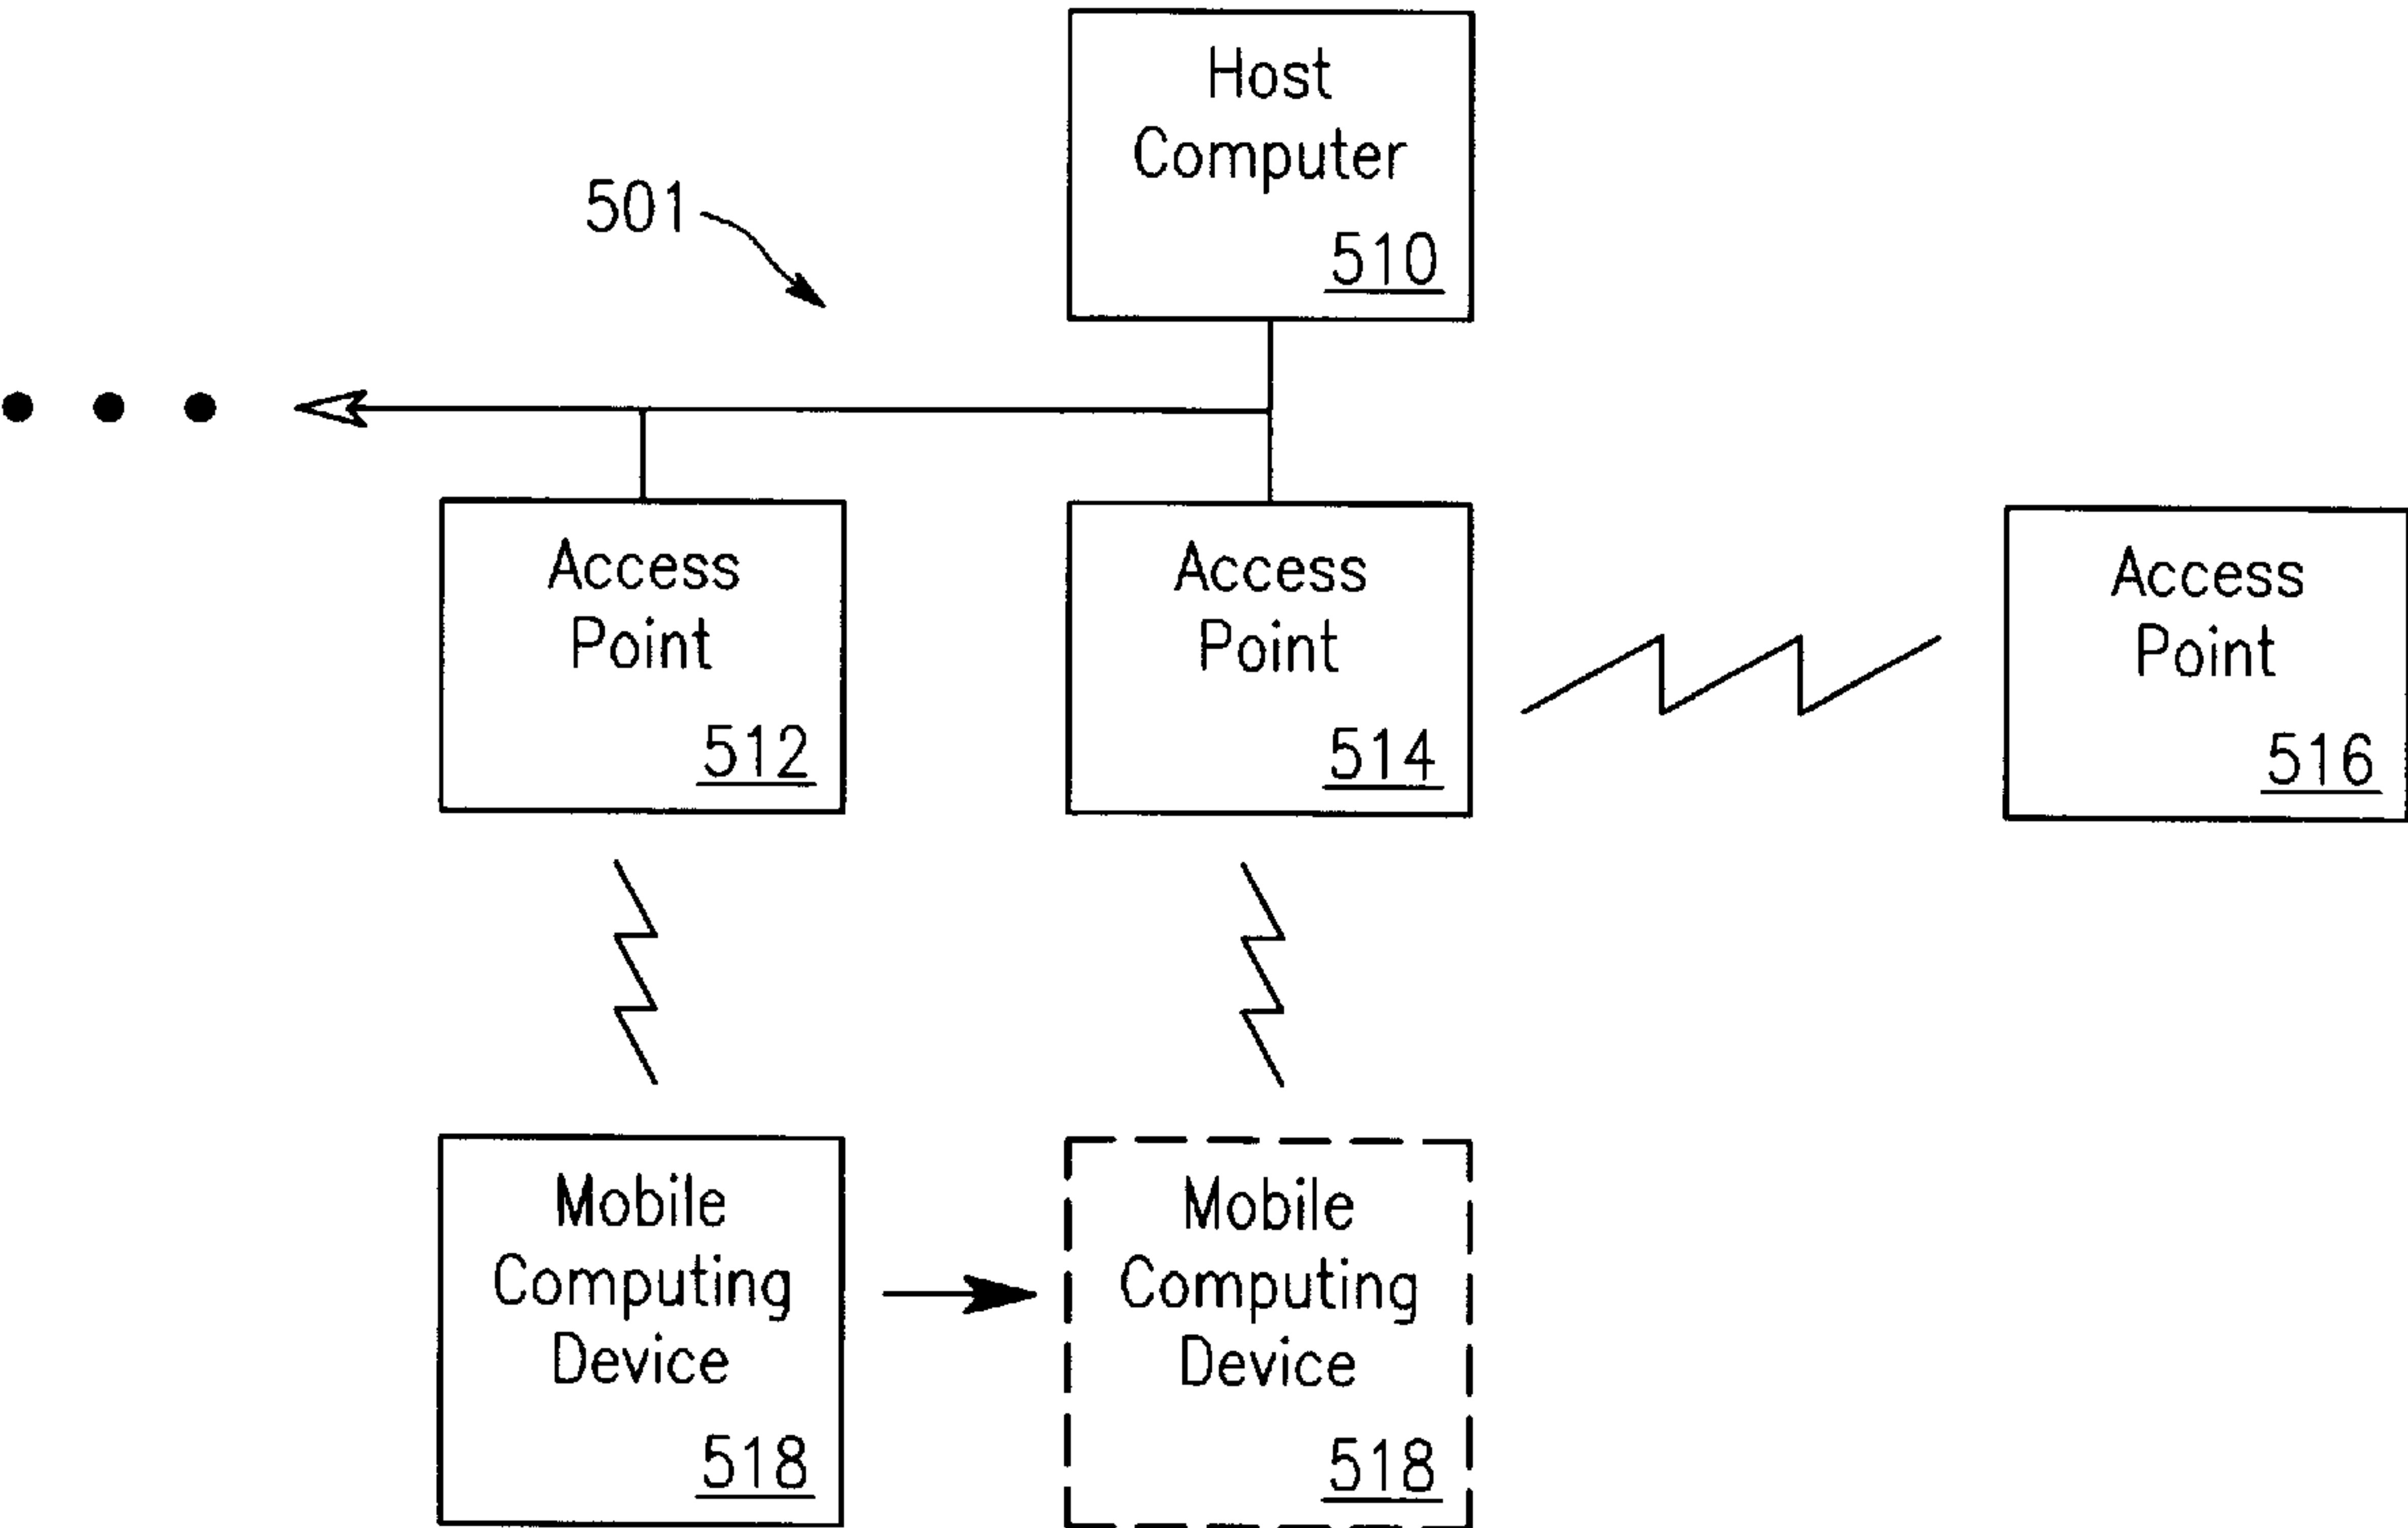 Host
Computer
510
501
Access
Point
512
Access
Point
514
Access
Point
516
Mobile
Computing
Device
518
Mobile
Computing
Device
518